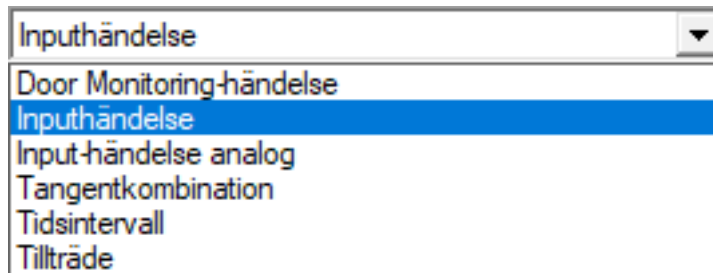 Inputhändelse
Door Monitoring-händelse
Inputhändelse
Input-händelse analog
Tangentkombination
Tidsintervall
Tillträde